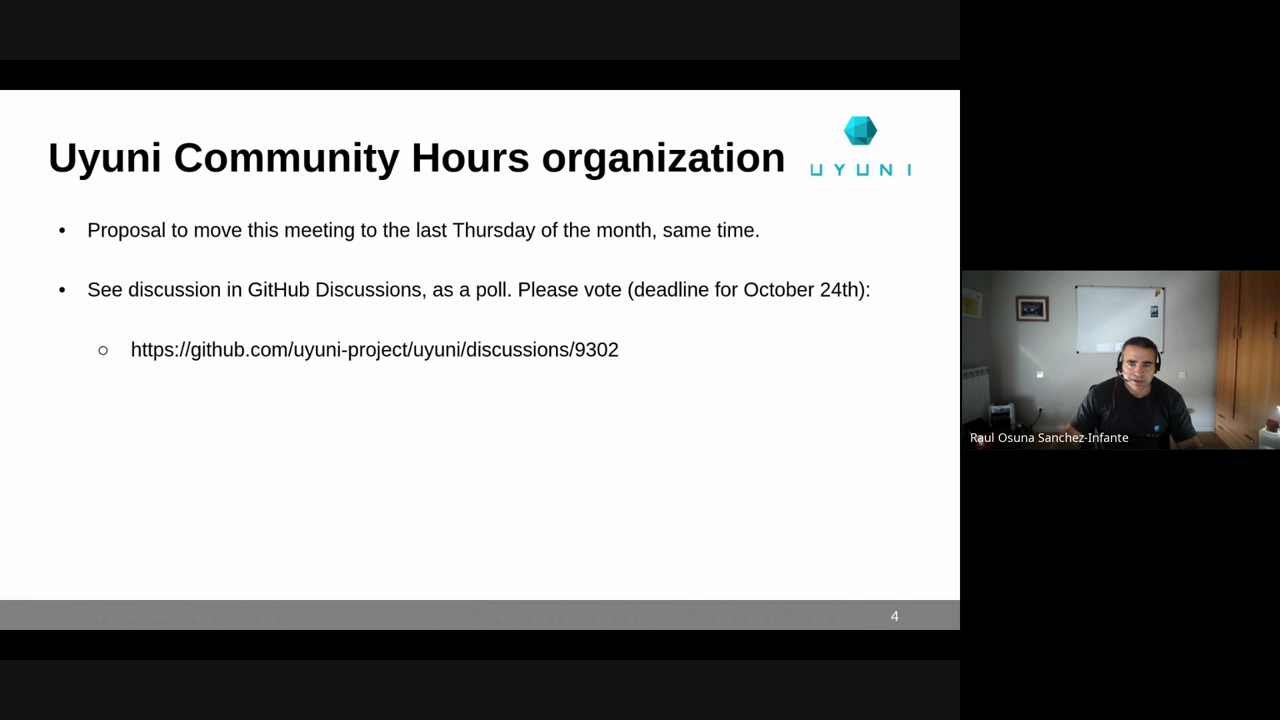 Uyuni Community Hours organization
UYUNI
• Proposal to move this meeting to the last Thursday of the month, same time.
• See discussion in GitHub Discussions, as a poll. Please vote (deadline for October 24th):
○ https://github.com/uyuni-project/uyuni/discussions/9302
4
Raul Osuna Sanchez-Infante